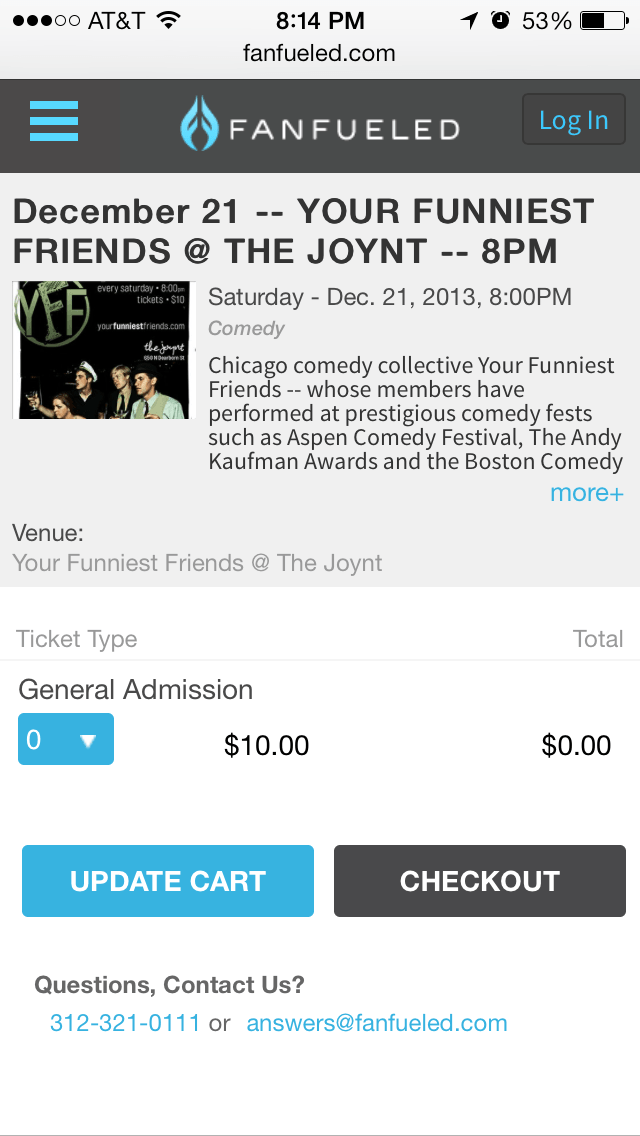 AT&T 8:14 PM 53%
fanfueled.com
FANFUELED
Log In
December 21 -- YOUR FUNNIEST
FRIENDS @ THE JOYNT -- 8PM
YFF
every saturday • 8:00pm
tickets • $10
yourfunniestfriends.com
the joynt
650 N Dearborn St
Saturday - Dec. 21, 2013, 8:00PM
Comedy
Chicago comedy collective Your Funniest
Friends -- whose members have
performed at prestigious comedy fests
such as Aspen Comedy Festival, The Andy
Kaufman Awards and the Boston Comedy
more+
Venue:
Your Funniest Friends @ The Joynt
Ticket Type Total
General Admission
0 $10.00 $0.00
UPDATE CART CHECKOUT
Questions, Contact Us?
312-321-0111 or answers@fanfueled.com